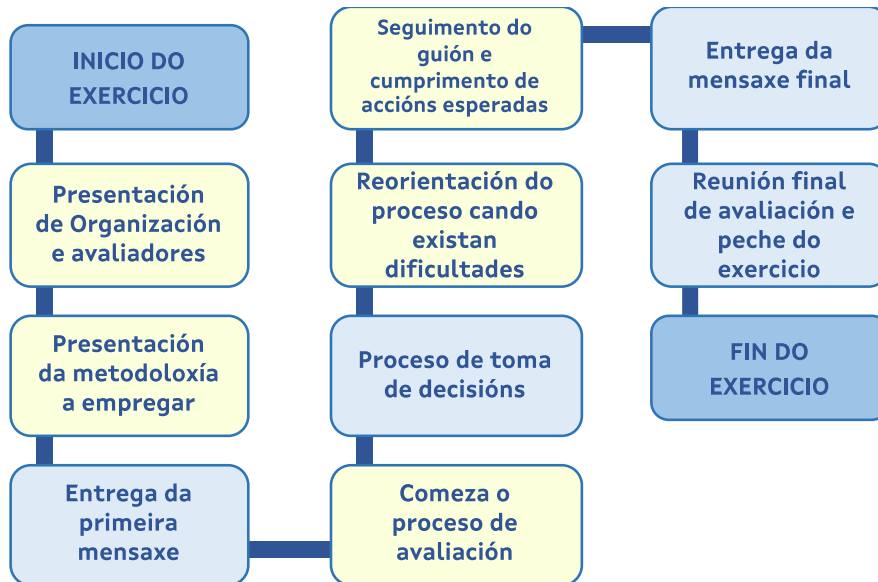 INICIO DO
EXERCICIO
Presentación
de Organización
e avaliadores
Presentación
da metodoloxía
a empregar
Entrega da
primeira
mensaxe
Comeza o
proceso de
avaliación
Proceso de toma
de decisións
Reorientación do
proceso cando
existan
dificultades
Seguimento do
guión e
cumprimento de
accións esperadas
Entrega da
mensaxe final
Reunión final
de avaliación e
peche do
exercicio
FIN DO
EXERCICIO